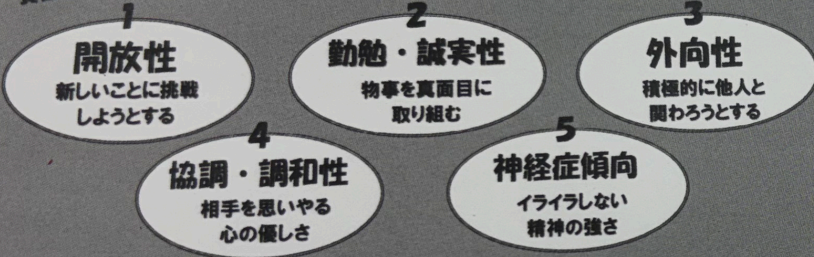 1
開放性
新しいことに挑戦
しようとする
2
勤勉・誠実性
物事を真面目に
取り組む
3
外向性
積極的に他人と
関わろうとする
4
協調・調和性
相手を思いやる
心の優しさ
5
神経症傾向
イライラしない
精神の強さ